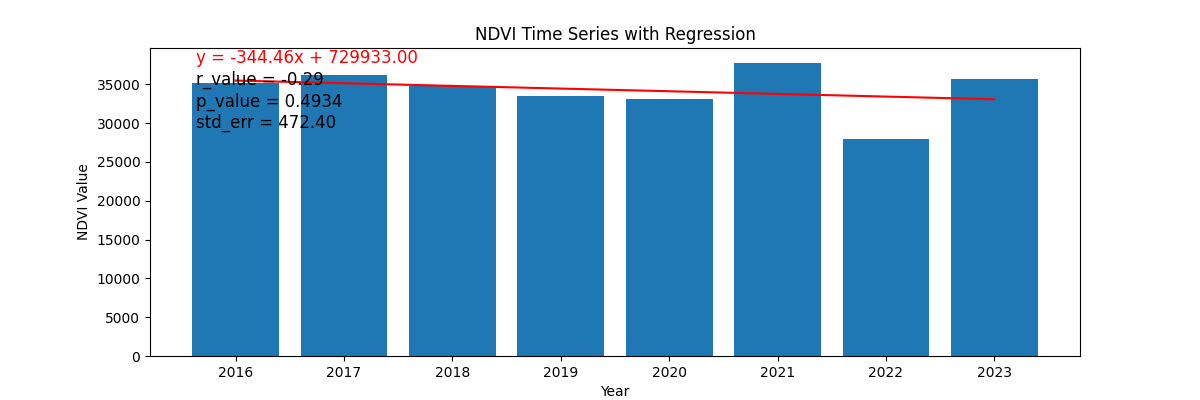 NDVI Time Series with Regression
y = -344.46x + 729933.00
r_value = -0.29
p_value = 0.4934
std_err = 472.40
NDVI Value
35000
30000
25000
20000
15000
10000
5000
0
2016 2017 2018 2019 2020 2021 2022 2023
Year